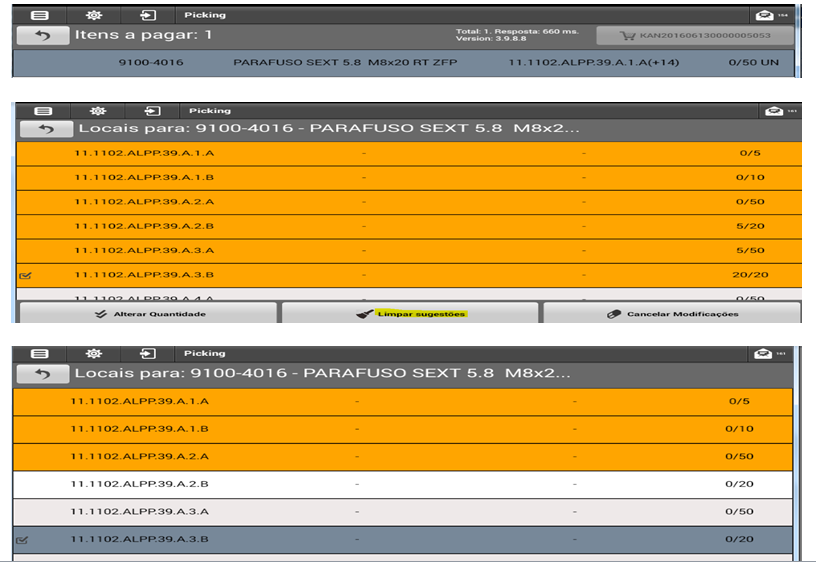 Picking
Itens a pagar: 1
Total: 1. Resposta: 660 ms.
Version: 3.9.8.8
KAN201606130000005053
9100-4016 PARAFUSO SEXT 5.8 M8x20 RT ZFP 11.1102.ALPP.39.A.1.A(+14) 0/50 UN
Picking
Locais para: 9100-4016 - PARAFUSO SEXT 5.8 M8x2...
11.1102.ALPP.39.A.1.A - - 0/5
11.1102.ALPP.39.A.1.B - - 0/10
11.1102.ALPP.39.A.2.A - - 0/50
11.1102.ALPP.39.A.2.B - - 5/20
11.1102.ALPP.39.A.3.A - - 5/50
11.1102.ALPP.39.A.3.B - - 20/20
11.1102.ALPP.39.A.4.A - - 0/50
Alterar Quantidade Limpar sugestões Cancelar Modificações
Picking
Locais para: 9100-4016 - PARAFUSO SEXT 5.8 M8x2...
11.1102.ALPP.39.A.1.A - - 0/5
11.1102.ALPP.39.A.1.B - - 0/10
11.1102.ALPP.39.A.2.A - - 0/50
11.1102.ALPP.39.A.2.B - - 0/20
11.1102.ALPP.39.A.3.A - - 0/50
11.1102.ALPP.39.A.3.B - - 0/20